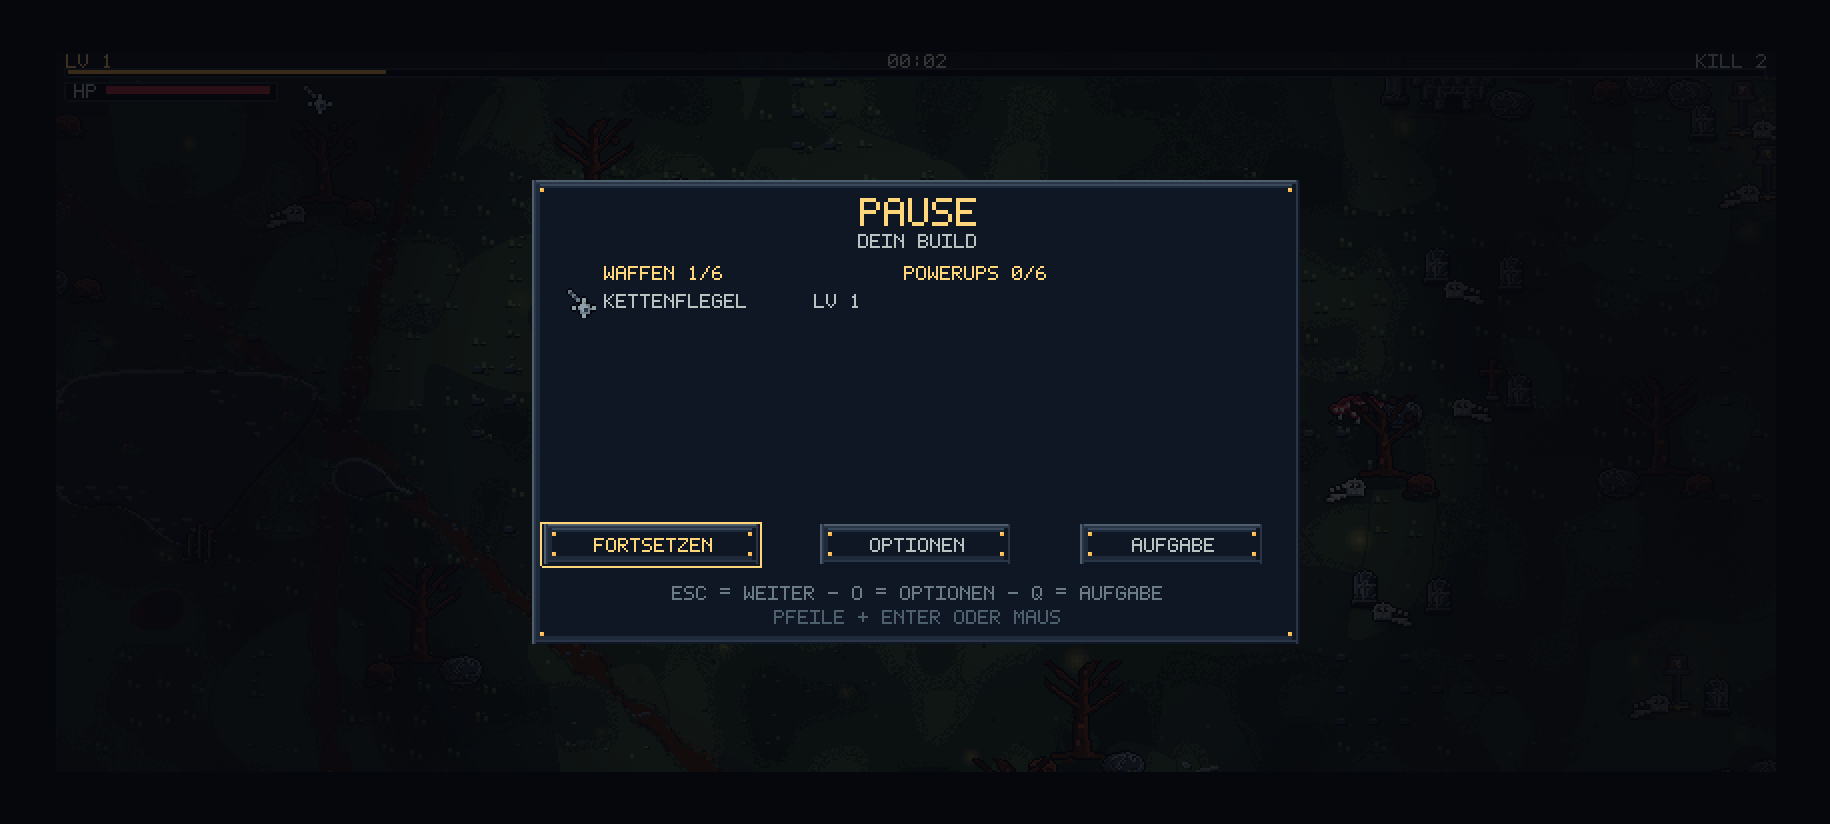 LV 1 00:02 KILL 2
HP
PAUSE
DEIN BUILD
WAFFEN 1/6 POWERUPS 0/6
KETTENFLEGEL LV 1
FORTSETZEN OPTIONEN AUFGABE
ESC = WEITER - O = OPTIONEN - Q = AUFGABE
PFEILE + ENTER ODER MAUS